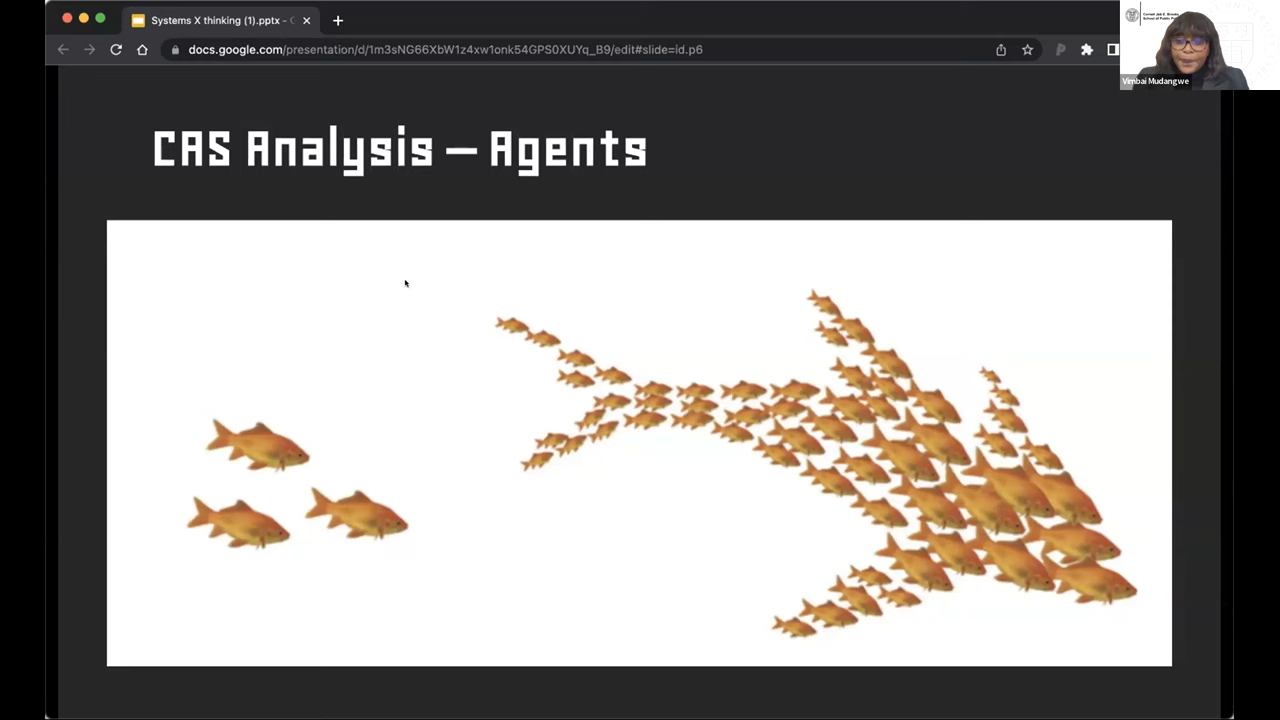 Systems X thinking (1).pptx - G
docs.google.com/presentation/d/1m3sNG66XbW1z4xw1onk54GPS0XUYq_B9/edit#slide=id.p6
Vimbai Mudangwe
CAS Analysis — Agents